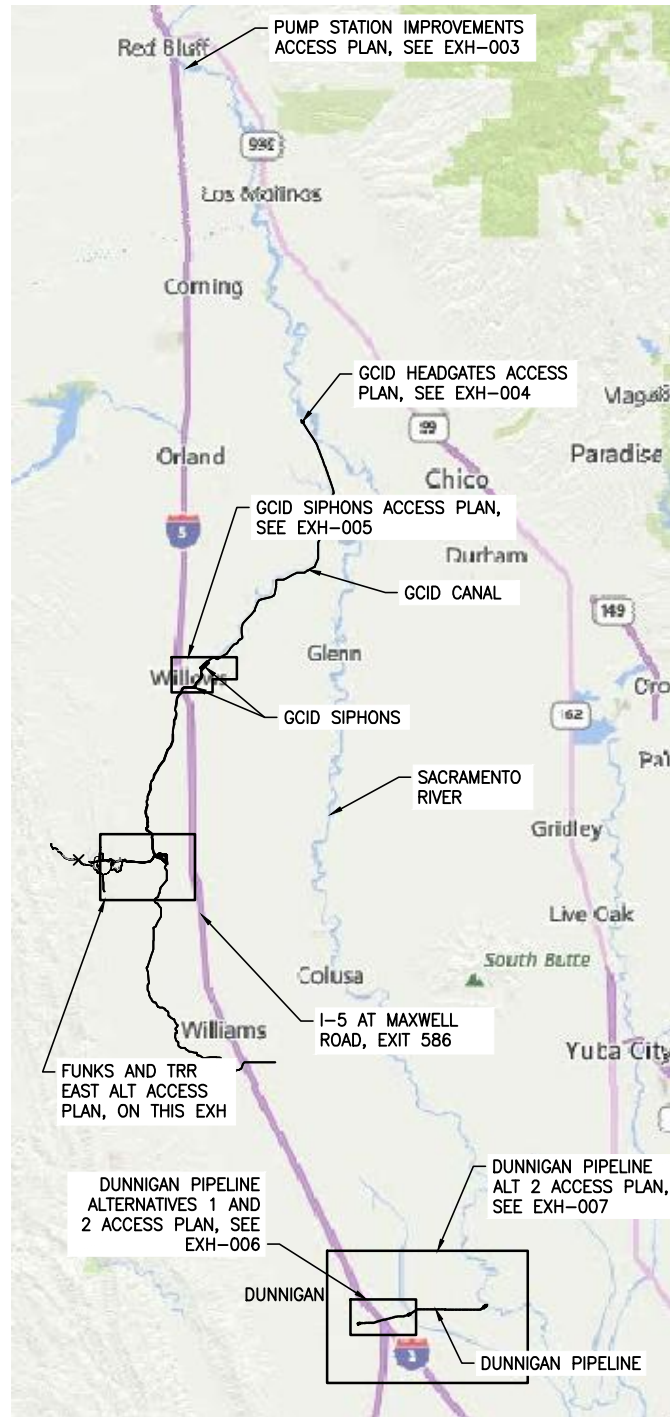 PUMP STATION IMPROVEMENTS
ACCESS PLAN, SEE EXH-003
Red Bluff
Los Molinos
Corning
GCID HEADGATES ACCESS
PLAN, SEE EXH-004
99
Paradise
Orland
Chico
GCID SIPHONS ACCESS PLAN,
SEE EXH-005
5
Durham
GCID CANAL
149
Glenn
Willows
Cro
GCID SIPHONS
162
Pal
SACRAMENTO
RIVER
Gridley
Live Oak
South Butte
Colusa
I-5 AT MAXWELL
ROAD, EXIT 586
Williams
Yuba City
FUNKS AND TRR
EAST ALT ACCESS
PLAN, ON THIS EXH
DUNNIGAN PIPELINE
ALT 2 ACCESS PLAN,
SEE EXH-007
DUNNIGAN PIPELINE
ALTERNATIVES 1 AND
2 ACCESS PLAN, SEE
EXH-006
DUNNIGAN
DUNNIGAN PIPELINE